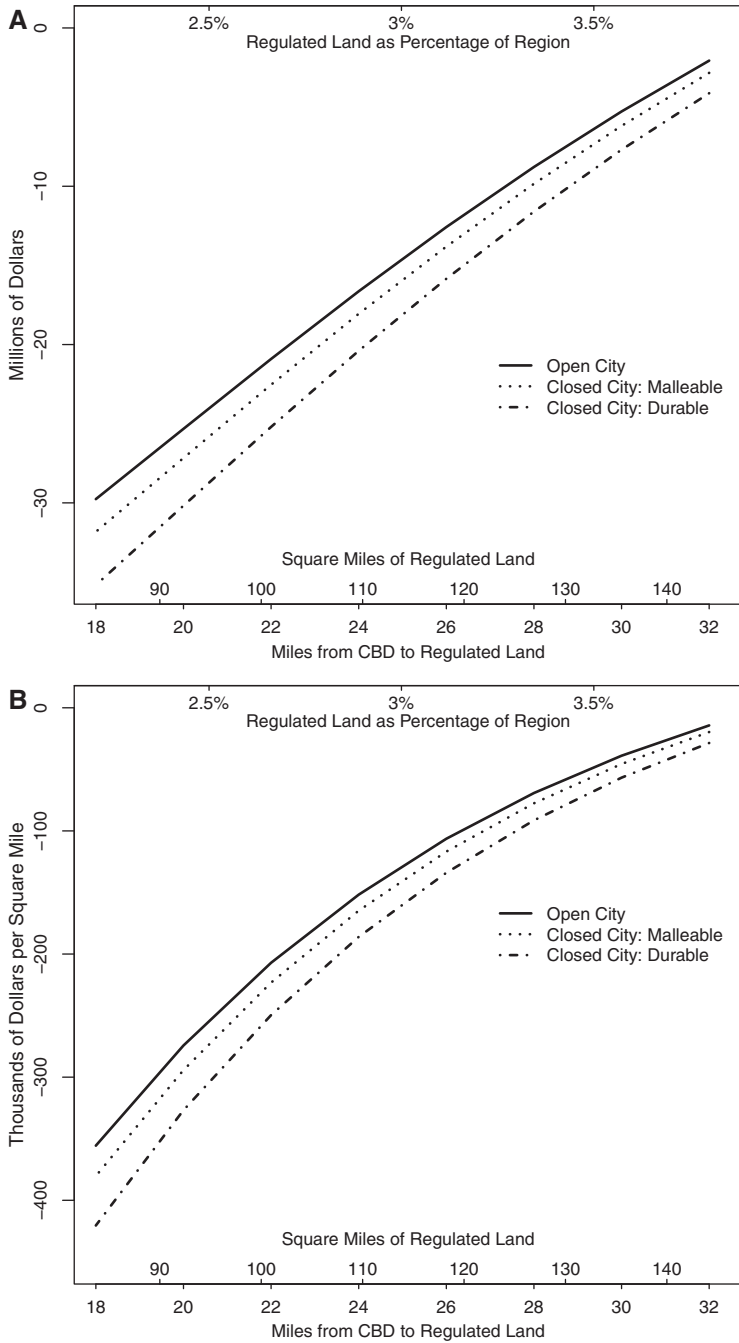 A
2.5% 3% 3.5%
Regulated Land as Percentage of Region
Millions of Dollars
0
−10
−20
−30
Open City
Closed City: Malleable
Closed City: Durable
Square Miles of Regulated Land
90 100 110 120 130 140
18 20 22 24 26 28 30 32
Miles from CBD to Regulated Land
B
2.5% 3% 3.5%
Regulated Land as Percentage of Region
Thousands of Dollars per Square Mile
0
−100
−200
−300
−400
Open City
Closed City: Malleable
Closed City: Durable
Square Miles of Regulated Land
90 100 110 120 130 140
18 20 22 24 26 28 30 32
Miles from CBD to Regulated Land